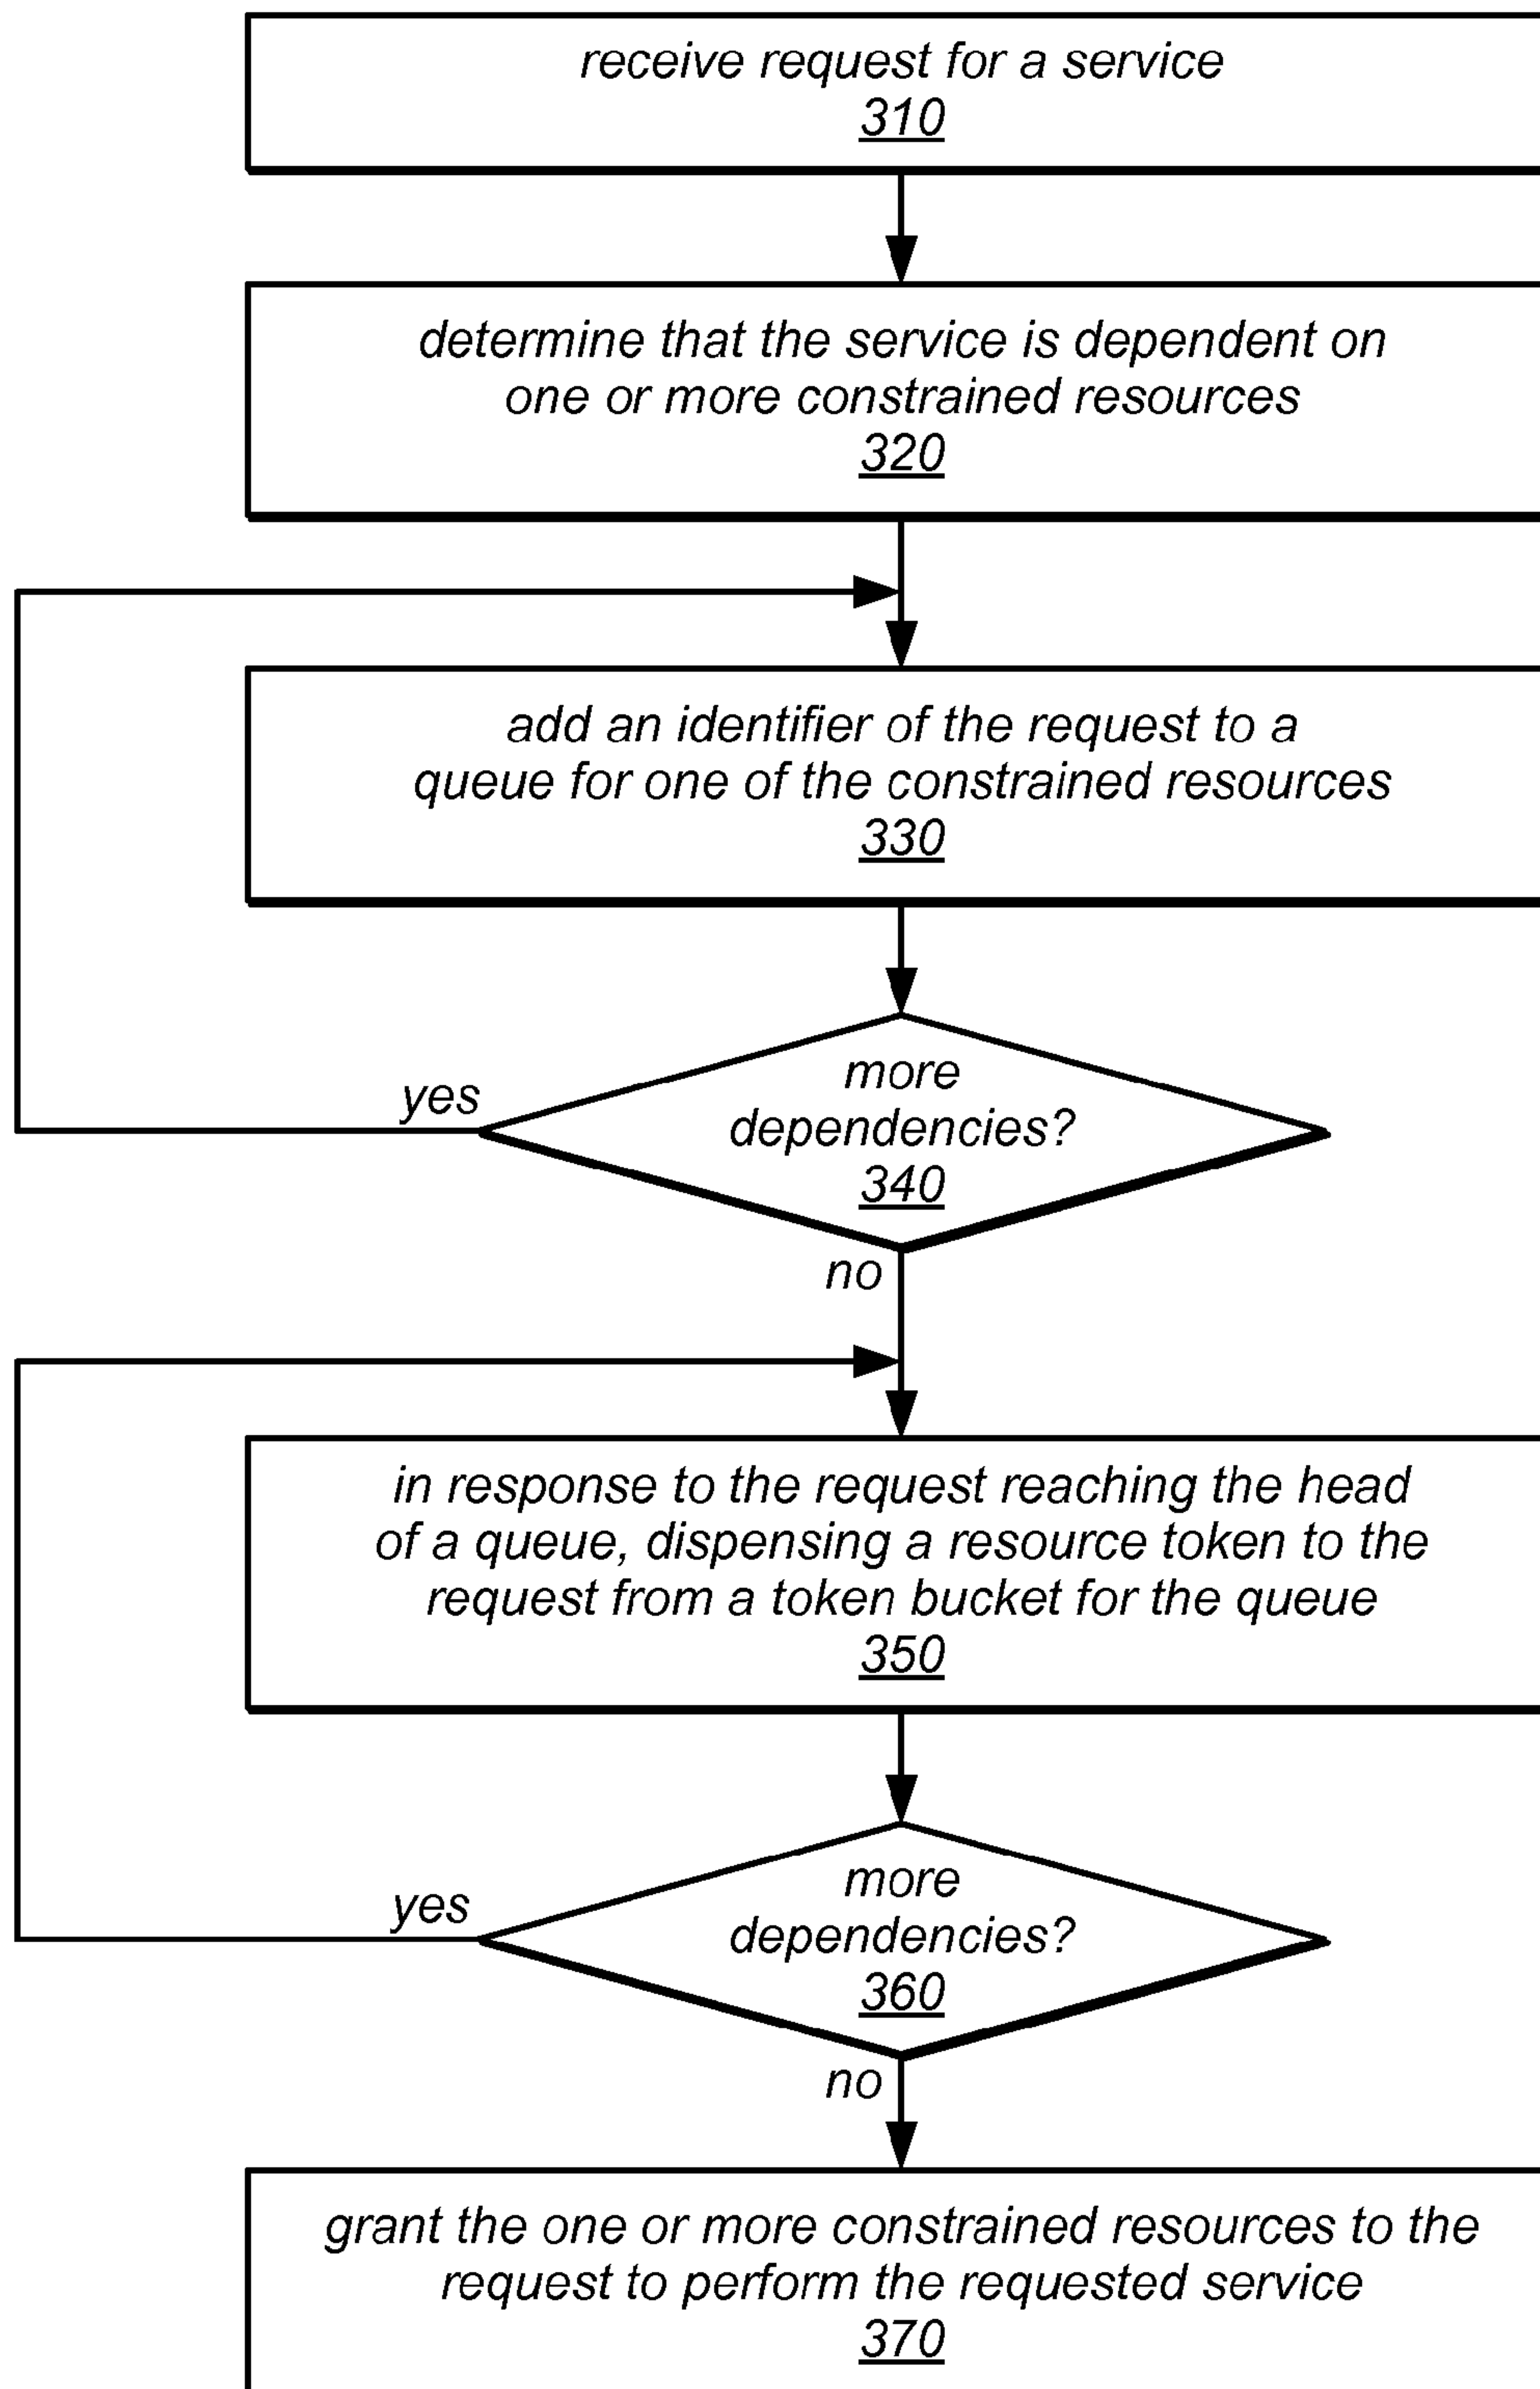 receive request for a service
310
determine that the service is dependent on
one or more constrained resources
320
add an identifier of the request to a
queue for one of the constrained resources
330
more
dependencies?
340
yes
no
in response to the request reaching the head
of a queue, dispensing a resource token to the
request from a token bucket for the queue
350
more
dependencies?
360
yes
no
grant the one or more constrained resources to the
request to perform the requested service
370